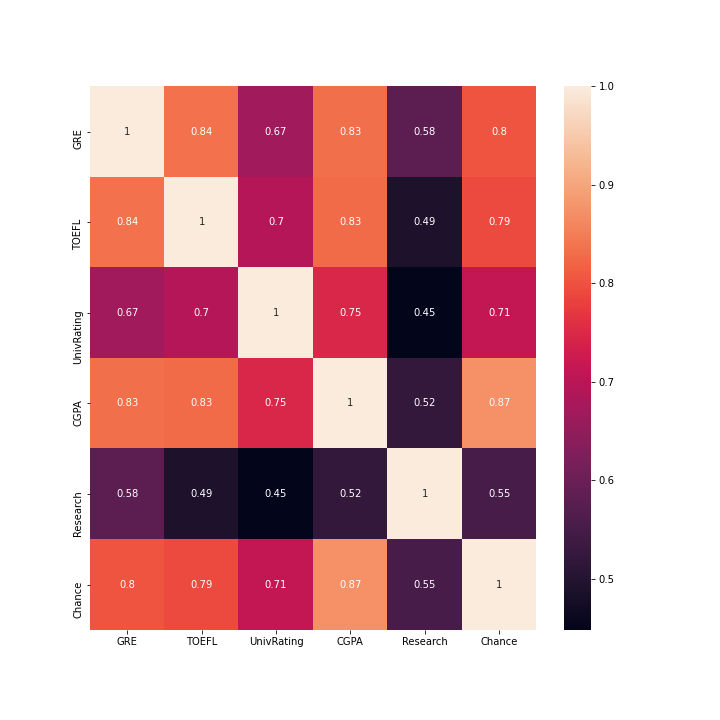 GRE 1 0.84 0.67 0.83 0.58 0.8
TOEFL 0.84 1 0.7 0.83 0.49 0.79
UnivRating 0.67 0.7 1 0.75 0.45 0.71
CGPA 0.83 0.83 0.75 1 0.52 0.87
Research 0.58 0.49 0.45 0.52 1 0.55
Chance 0.8 0.79 0.71 0.87 0.55 1
GRE TOEFL UnivRating CGPA Research Chance
1.0
0.9
0.8
0.7
0.6
0.5